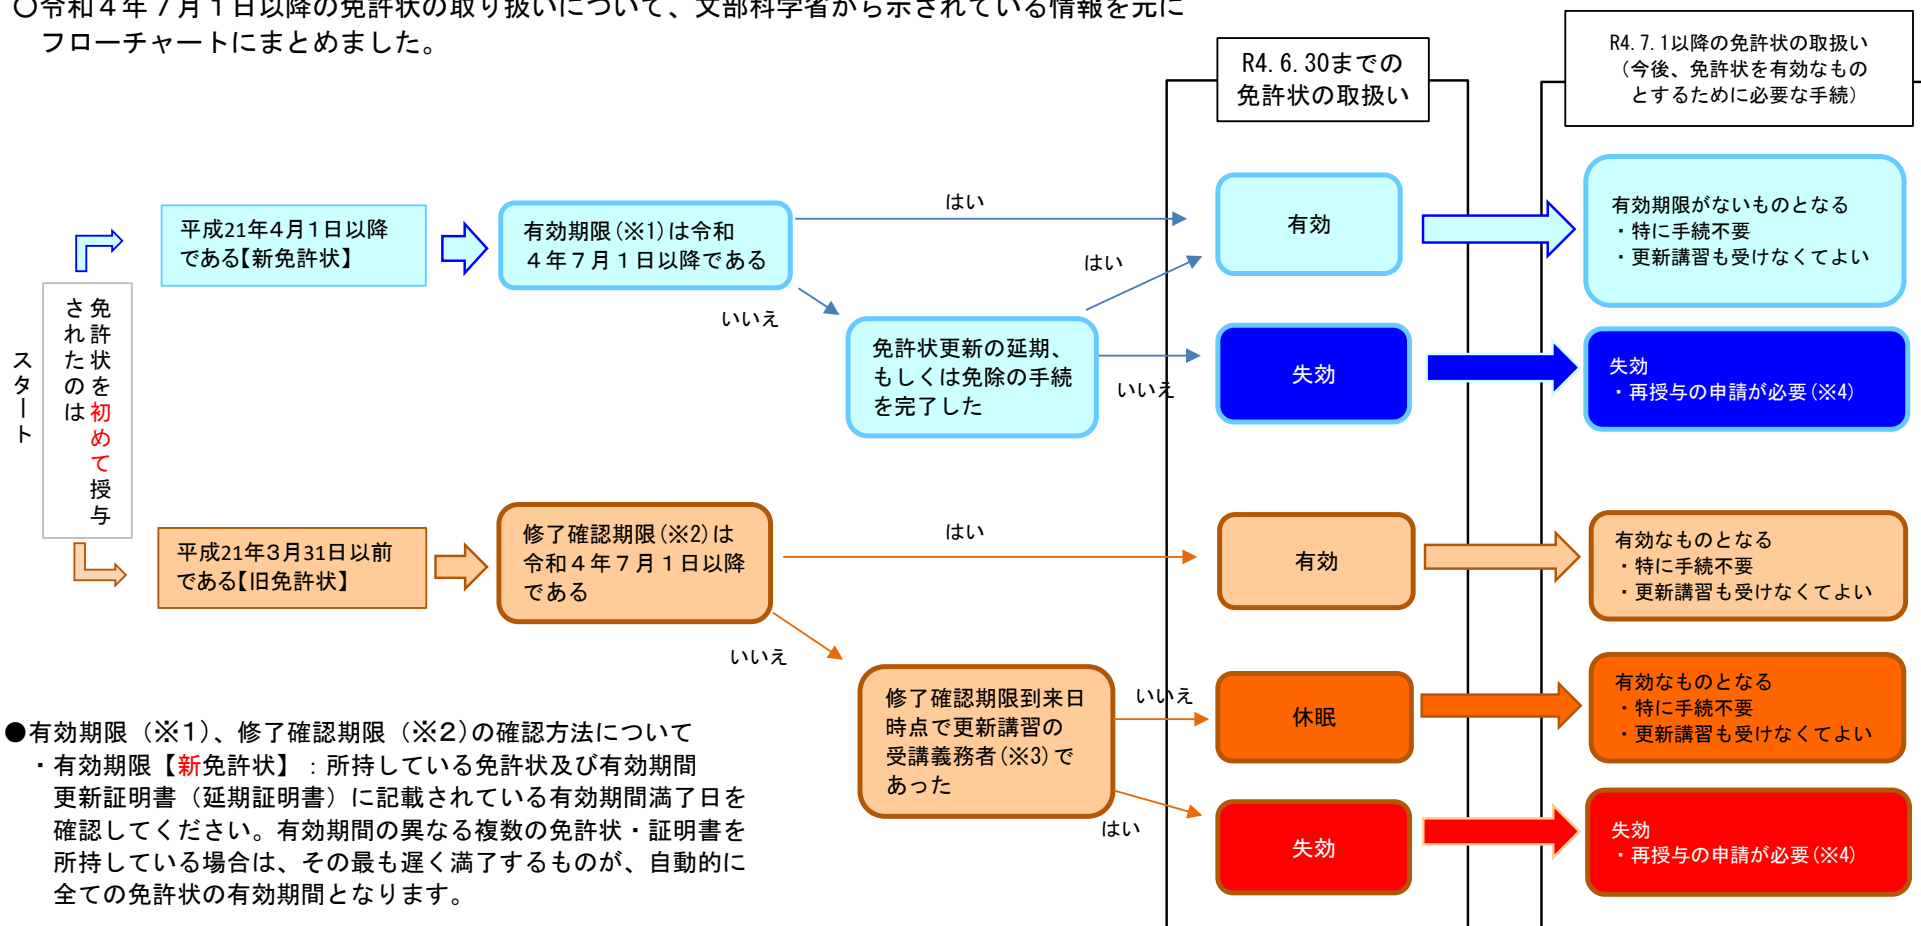 〇令和４年７月１日以降の免許状の取り扱いについて、文部科学省から示されている情報を元に
フローチャートにまとめました。
R4.6.30までの
免許状の取扱い
R4.7.1以降の免許状の取扱い
（今後、免許状を有効なもの
とするために必要な手続）
スタート
免許状を初めて授与
されたのは
平成21年４月１日以降
である【新免許状】
有効期限（※1）は令和
４年７月１日以降である
はい
いいえ
免許状更新の延期、
もしくは免除の手続
を完了した
はい
いいえ
有効
有効期限がないものとなる
・特に手続不要
・更新講習も受けなくてよい
失効
失効
・再授与の申請が必要（※4）
平成21年３月31日以前
である【旧免許状】
修了確認期限（※2）は
令和４年７月１日以降
である
はい
いいえ
修了確認期限到来日
時点で更新講習の
受講義務者（※3）で
あった
いいえ
はい
有効
有効なものとなる
・特に手続不要
・更新講習も受けなくてよい
休眠
有効なものとなる
・特に手続不要
・更新講習も受けなくてよい
失効
失効
・再授与の申請が必要（※4）
●有効期限（※１）、修了確認期限（※２）の確認方法について
・有効期限【新免許状】：所持している免許状及び有効期間
更新証明書（延期証明書）に記載されている有効期間満了日を
確認してください。有効期間の異なる複数の免許状・証明書を
所持している場合は、その最も遅く満了するものが、自動的に
全ての免許状の有効期間となります。